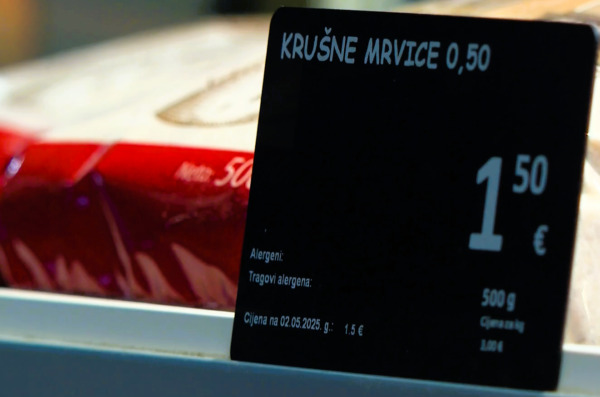 KRUŠNE MRVICE 0,50
Neto: 500
1 50
€
Alergeni:
Tragovi alergena:
500 g
Cijena za kg
3,00 €
Cijena na 02.05.2025. g.: 1.5 €